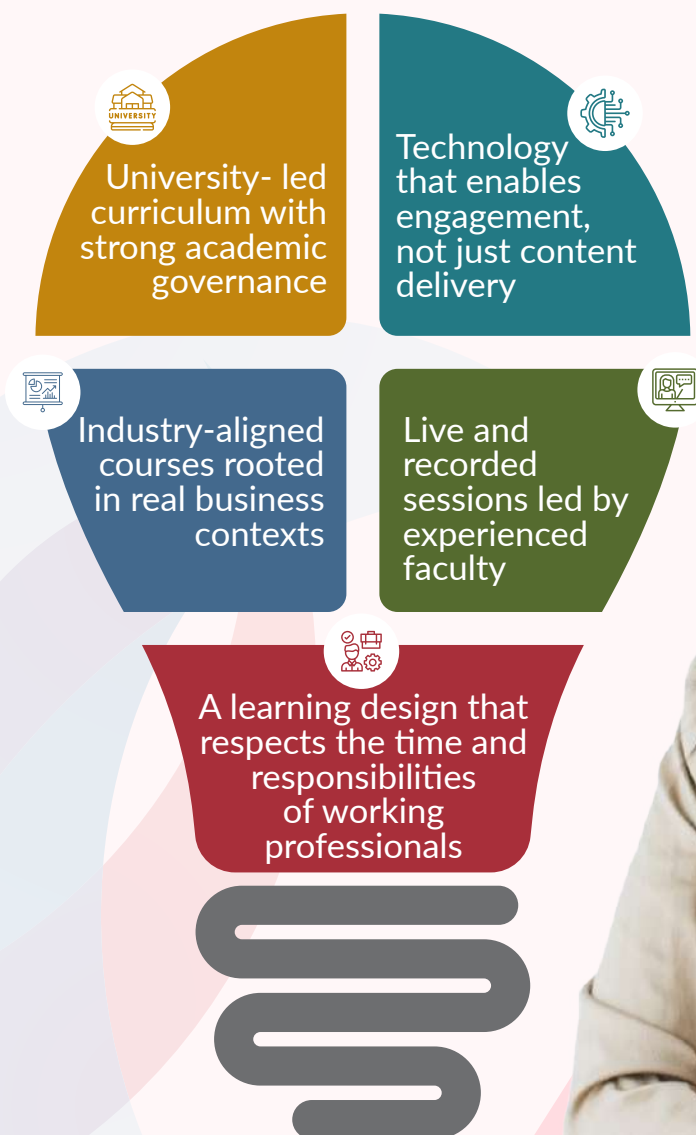 UNIVERSITY
University- led
curriculum with
strong academic
governance
Technology
that enables
engagement,
not just content
delivery
Industry-aligned
courses rooted
in real business
contexts
Live and
recorded
sessions led by
experienced
faculty
A learning design that
respects the time and
responsibilities
of working
professionals